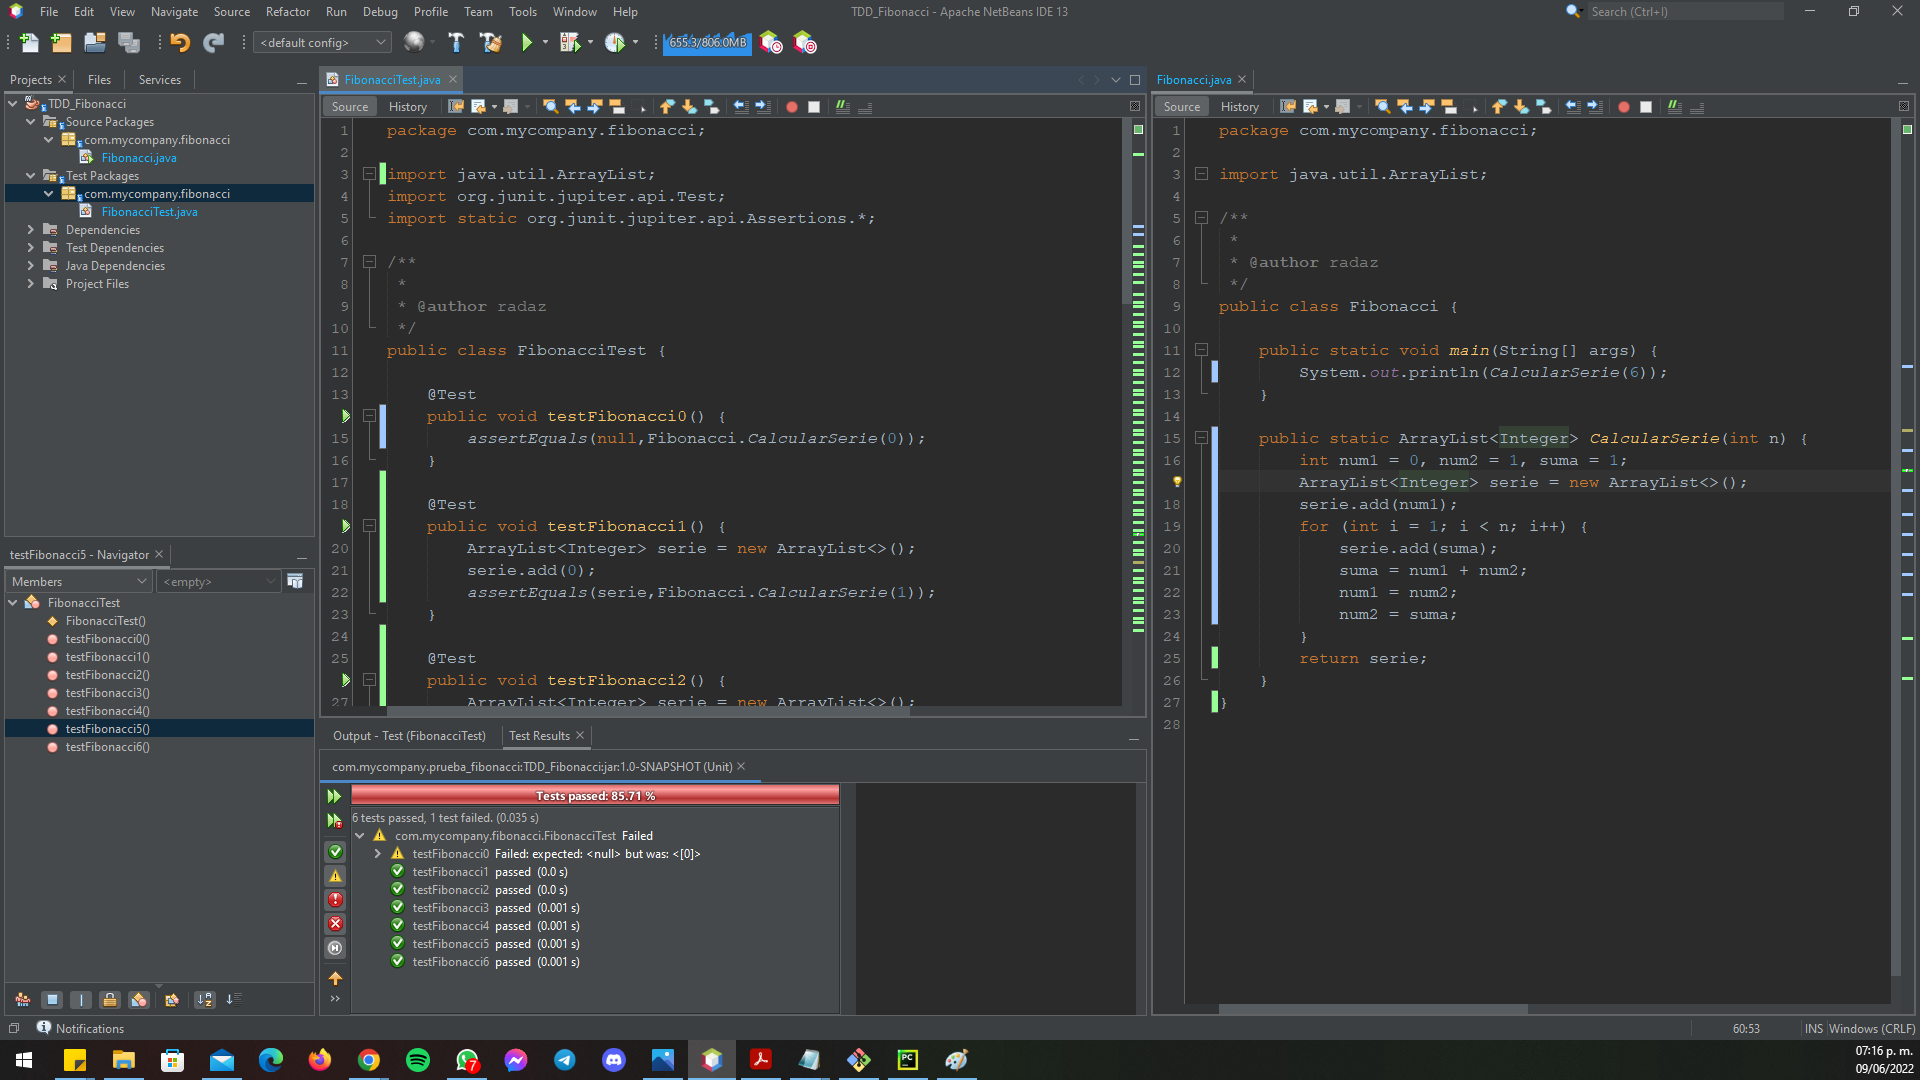 File Edit View Navigate Source Refactor Run Debug Profile Team Tools Window Help
TDD_Fibonacci - Apache NetBeans IDE 13
Search (Ctrl+I)
<default config>
655.3/806.0MB
Projects Files Services
TDD_Fibonacci
Source Packages
com.mycompany.fibonacci
Fibonacci.java
Test Packages
com.mycompany.fibonacci
FibonacciTest.java
Dependencies
Test Dependencies
Java Dependencies
Project Files
testFibonacci5 - Navigator
Members <empty>
FibonacciTest
FibonacciTest()
testFibonacci0()
testFibonacci1()
testFibonacci2()
testFibonacci3()
testFibonacci4()
testFibonacci5()
testFibonacci6()
FibonacciTest.java
Source History
1 package com.mycompany.fibonacci;
2
3 import java.util.ArrayList;
4 import org.junit.jupiter.api.Test;
5 import static org.junit.jupiter.api.Assertions.*;
6
7 /**
8 *
9 * @author radaz
10 */
11 public class FibonacciTest {
12
13 @Test
public void testFibonacci0() {
15 assertEquals(null,Fibonacci.CalcularSerie(0));
16 }
17
18 @Test
public void testFibonacci1() {
20 ArrayList<Integer> serie = new ArrayList<>();
21 serie.add(0);
22 assertEquals(serie,Fibonacci.CalcularSerie(1));
23 }
24
25 @Test
public void testFibonacci2() {
27 ArrayList<Integer> serie = new ArrayList<>();
Fibonacci.java
Source History
1 package com.mycompany.fibonacci;
2
3 import java.util.ArrayList;
4
5 /**
6 *
7 * @author radaz
8 */
9 public class Fibonacci {
10
11 public static void main(String[] args) {
12 System.out.println(CalcularSerie(6));
13 }
14
15 public static ArrayList<Integer> CalcularSerie(int n) {
16 int num1 = 0, num2 = 1, suma = 1;
ArrayList<Integer> serie = new ArrayList<>();
18 serie.add(num1);
19 for (int i = 1; i < n; i++) {
20 serie.add(suma);
21 suma = num1 + num2;
22 num1 = num2;
23 num2 = suma;
24 }
25 return serie;
26 }
27 }
28
Output - Test (FibonacciTest) Test Results
com.mycompany.prueba_fibonacci:TDD_Fibonacci:jar:1.0-SNAPSHOT (Unit)
Tests passed: 85.71 %
6 tests passed, 1 test failed. (0.035 s)
com.mycompany.fibonacci.FibonacciTest Failed
testFibonacci0 Failed: expected: <null> but was: <[0]>
testFibonacci1 passed (0.0 s)
testFibonacci2 passed (0.0 s)
testFibonacci3 passed (0.001 s)
testFibonacci4 passed (0.001 s)
testFibonacci5 passed (0.001 s)
testFibonacci6 passed (0.001 s)
Notifications
60:53 INS Windows (CRLF)
7
PC
07:16 p. m.
09/06/2022